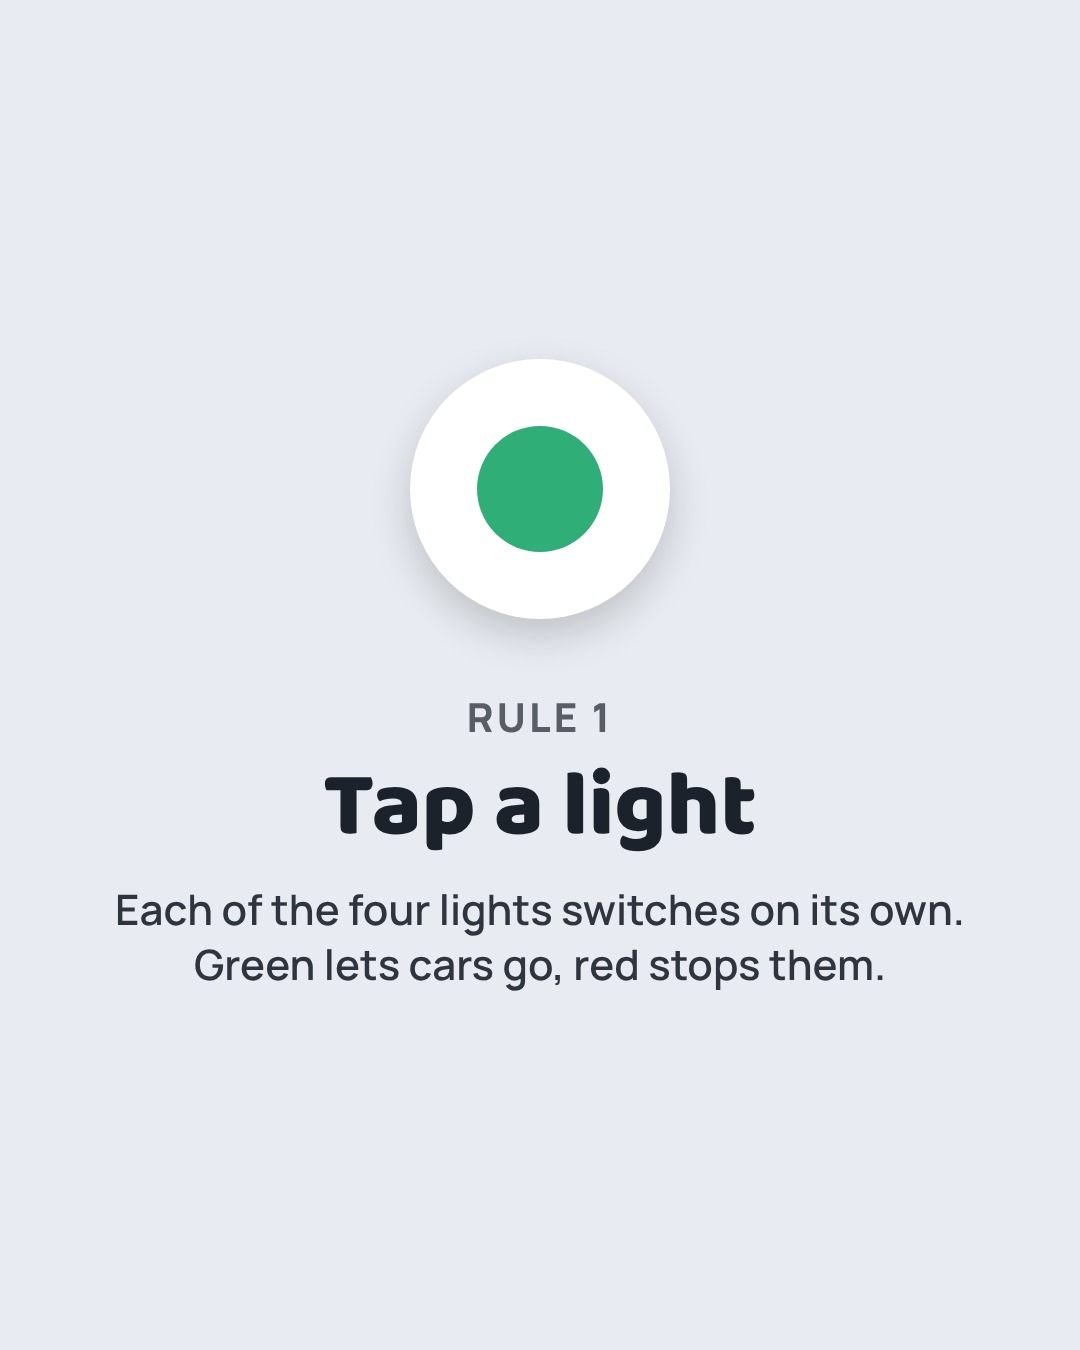 RULE 1
Tap a light
Each of the four lights switches on its own.
Green lets cars go, red stops them.